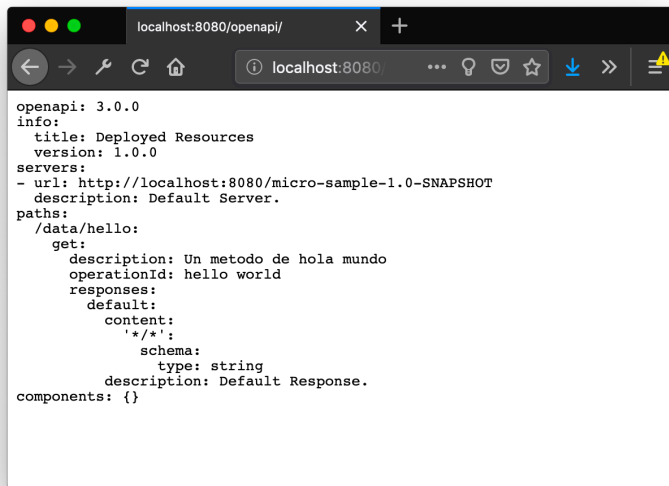 localhost:8080/openapi/
localhost:8080/
openapi: 3.0.0
info:
  title: Deployed Resources
  version: 1.0.0
servers:
- url: http://localhost:8080/micro-sample-1.0-SNAPSHOT
  description: Default Server.
paths:
  /data/hello:
    get:
      description: Un metodo de hola mundo
      operationId: hello world
      responses:
        default:
          content:
            '*/*':
              schema:
                type: string
          description: Default Response.
components: {}